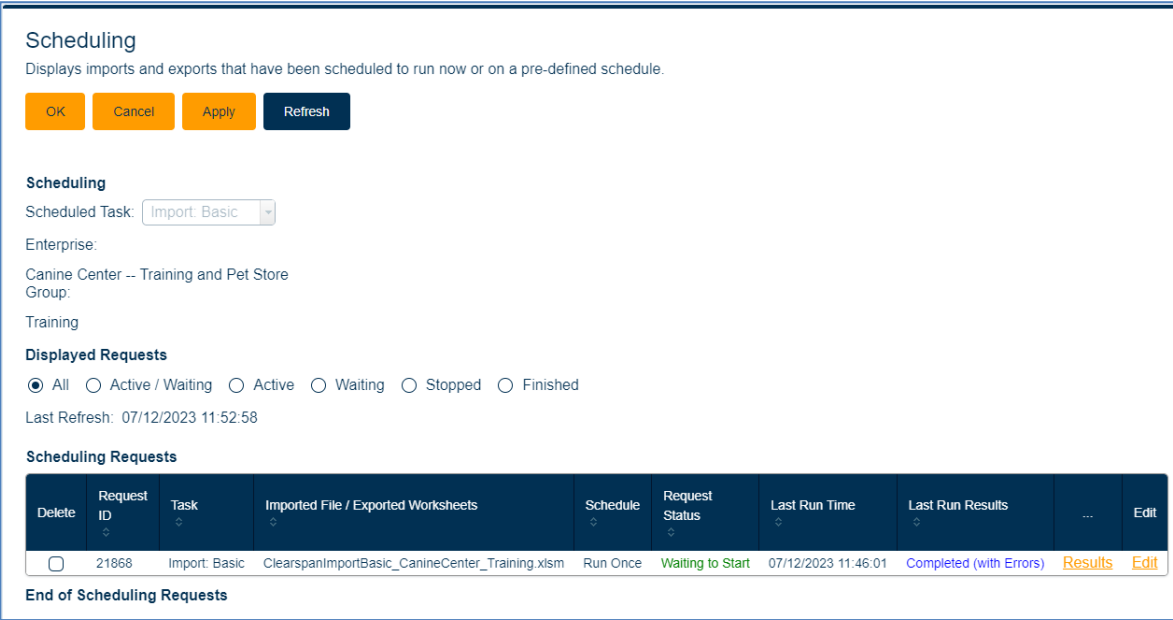 Scheduling
Displays imports and exports that have been scheduled to run now or on a pre-defined schedule.
OK Cancel Apply Refresh
Scheduling
Scheduled Task: Import: Basic
Enterprise:
Canine Center -- Training and Pet Store
Group:
Training
Displayed Requests
All Active / Waiting Active Waiting Stopped Finished
Last Refresh: 07/12/2023 11:52:58
Scheduling Requests
Delete Request ID Task Imported File / Exported Worksheets Schedule Request Status Last Run Time Last Run Results ... Edit
21868 Import: Basic ClearspanImportBasic_CanineCenter_Training.xlsm Run Once Waiting to Start 07/12/2023 11:46:01 Completed (with Errors) Results Edit
End of Scheduling Requests